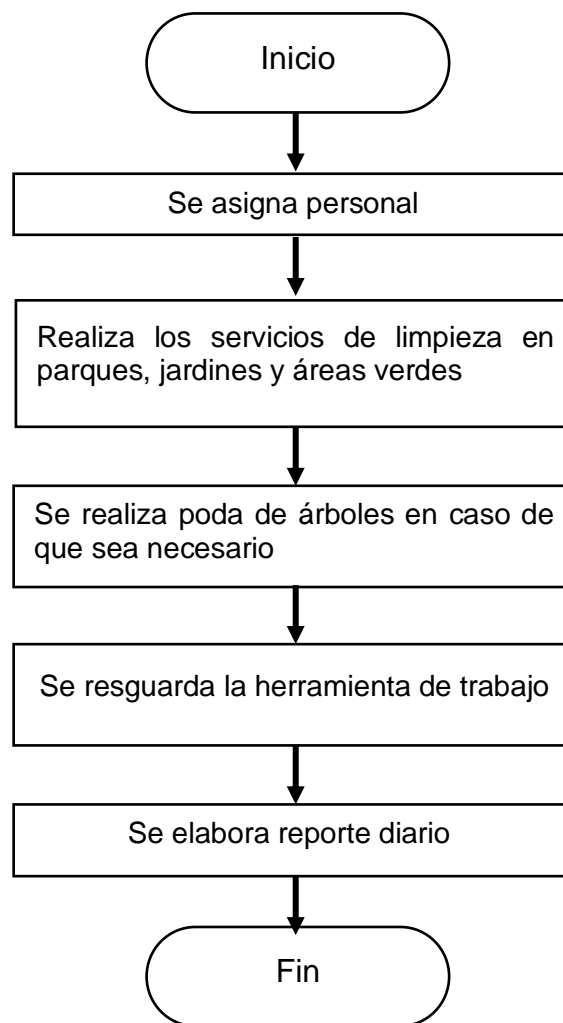 Inicio
Se asigna personal
Realiza los servicios de limpieza en
parques, jardines y áreas verdes
Se realiza poda de árboles en caso de
que sea necesario
Se resguarda la herramienta de trabajo
Se elabora reporte diario
Fin